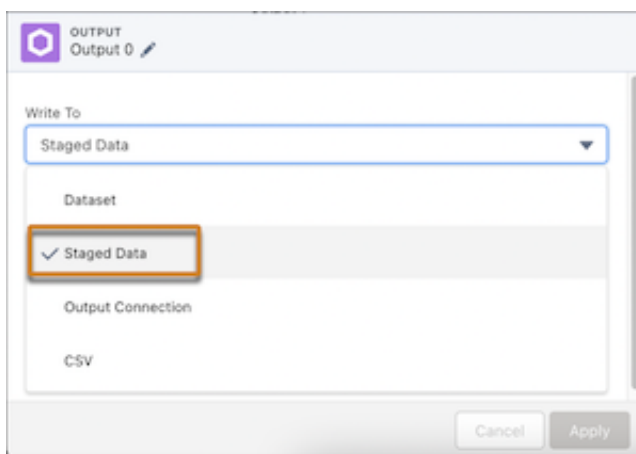 OUTPUT
Output 0
Write To
Staged Data
Dataset
Staged Data
Output Connection
CSV
Cancel
Apply